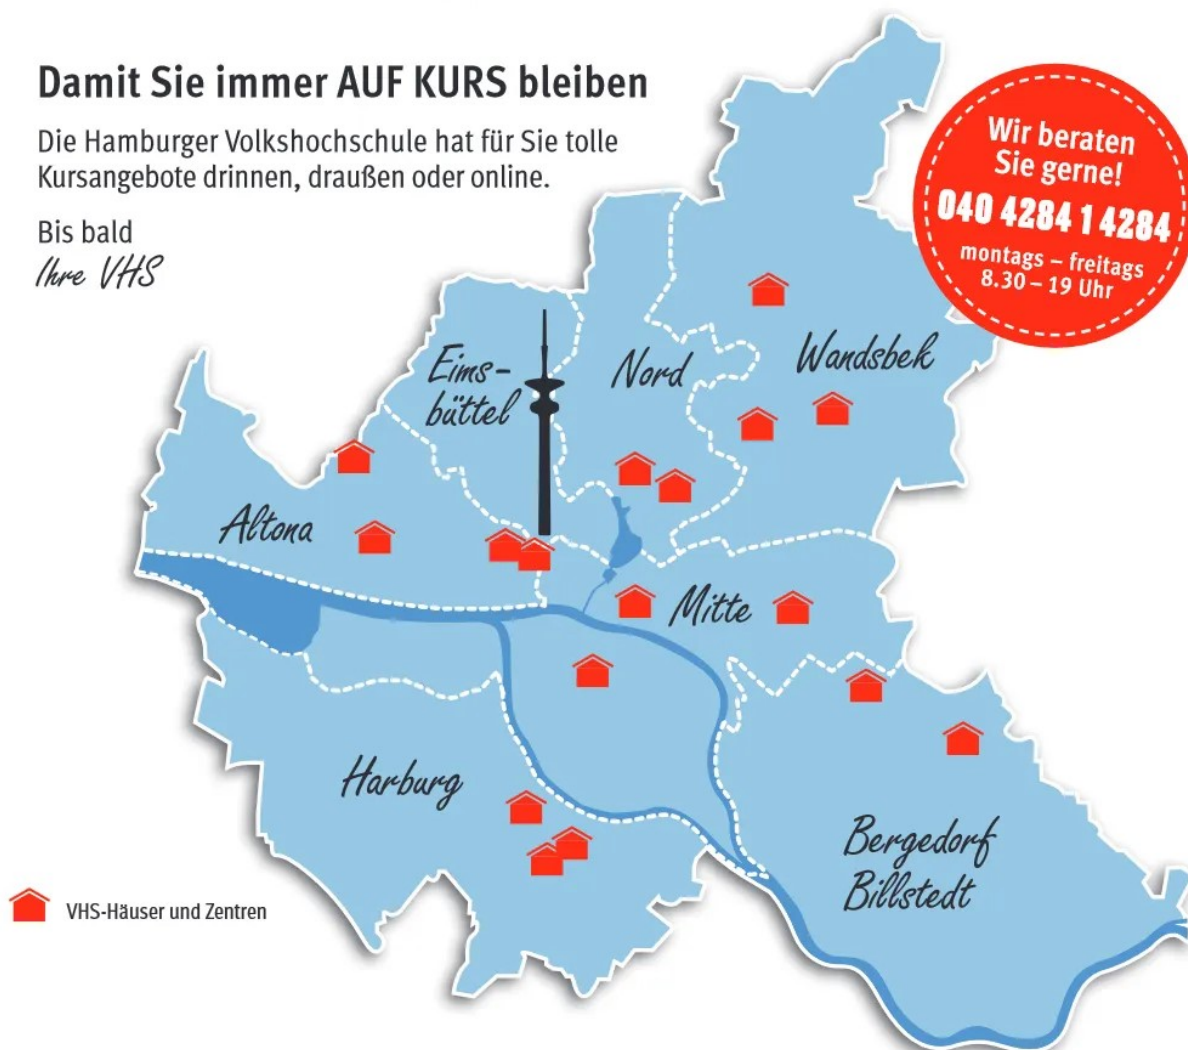 Damit Sie immer AUF KURS bleiben
Die Hamburger Volkshochschule hat für Sie tolle
Kursangebote drinnen, draußen oder online.
Bis bald
Ihre VHS
Wir beraten
Sie gerne!
040 4284 1 4284
montags – freitags
8.30 – 19 Uhr
Eims-
büttel
Nord
Wandsbek
Altona
Mitte
Harburg
Bergedorf
Billstedt
VHS-Häuser und Zentren